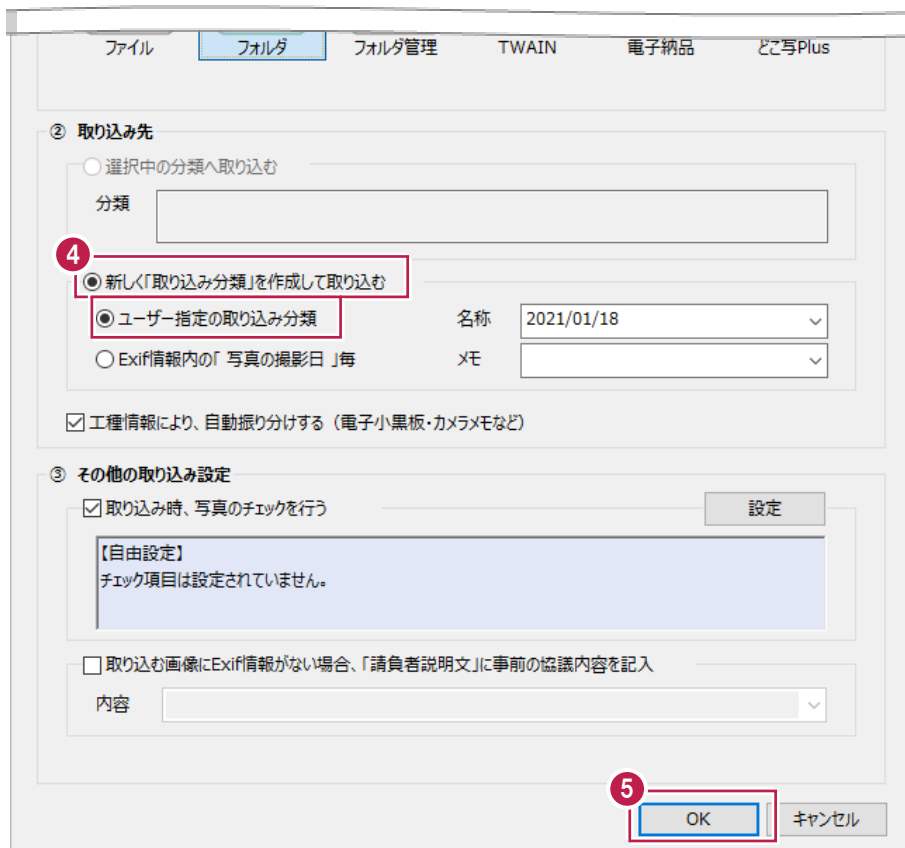 ファイル フォルダ フォルダ管理 TWAIN 電子納品 どこ写Plus
② 取り込み先
選択中の分類へ取り込む
分類
4
新しく「取り込み分類」を作成して取り込む
ユーザー指定の取り込み分類 名称 2021/01/18
Exif情報内の「 写真の撮影日 」毎 メモ
工種情報により、自動振り分けする（電子小黒板・カメラメモなど）
③ その他の取り込み設定
取り込み時、写真のチェックを行う 設定
【自由設定】
チェック項目は設定されていません。
取り込む画像にExif情報がない場合、「請負者説明文」に事前の協議内容を記入
内容
5
OK キャンセル